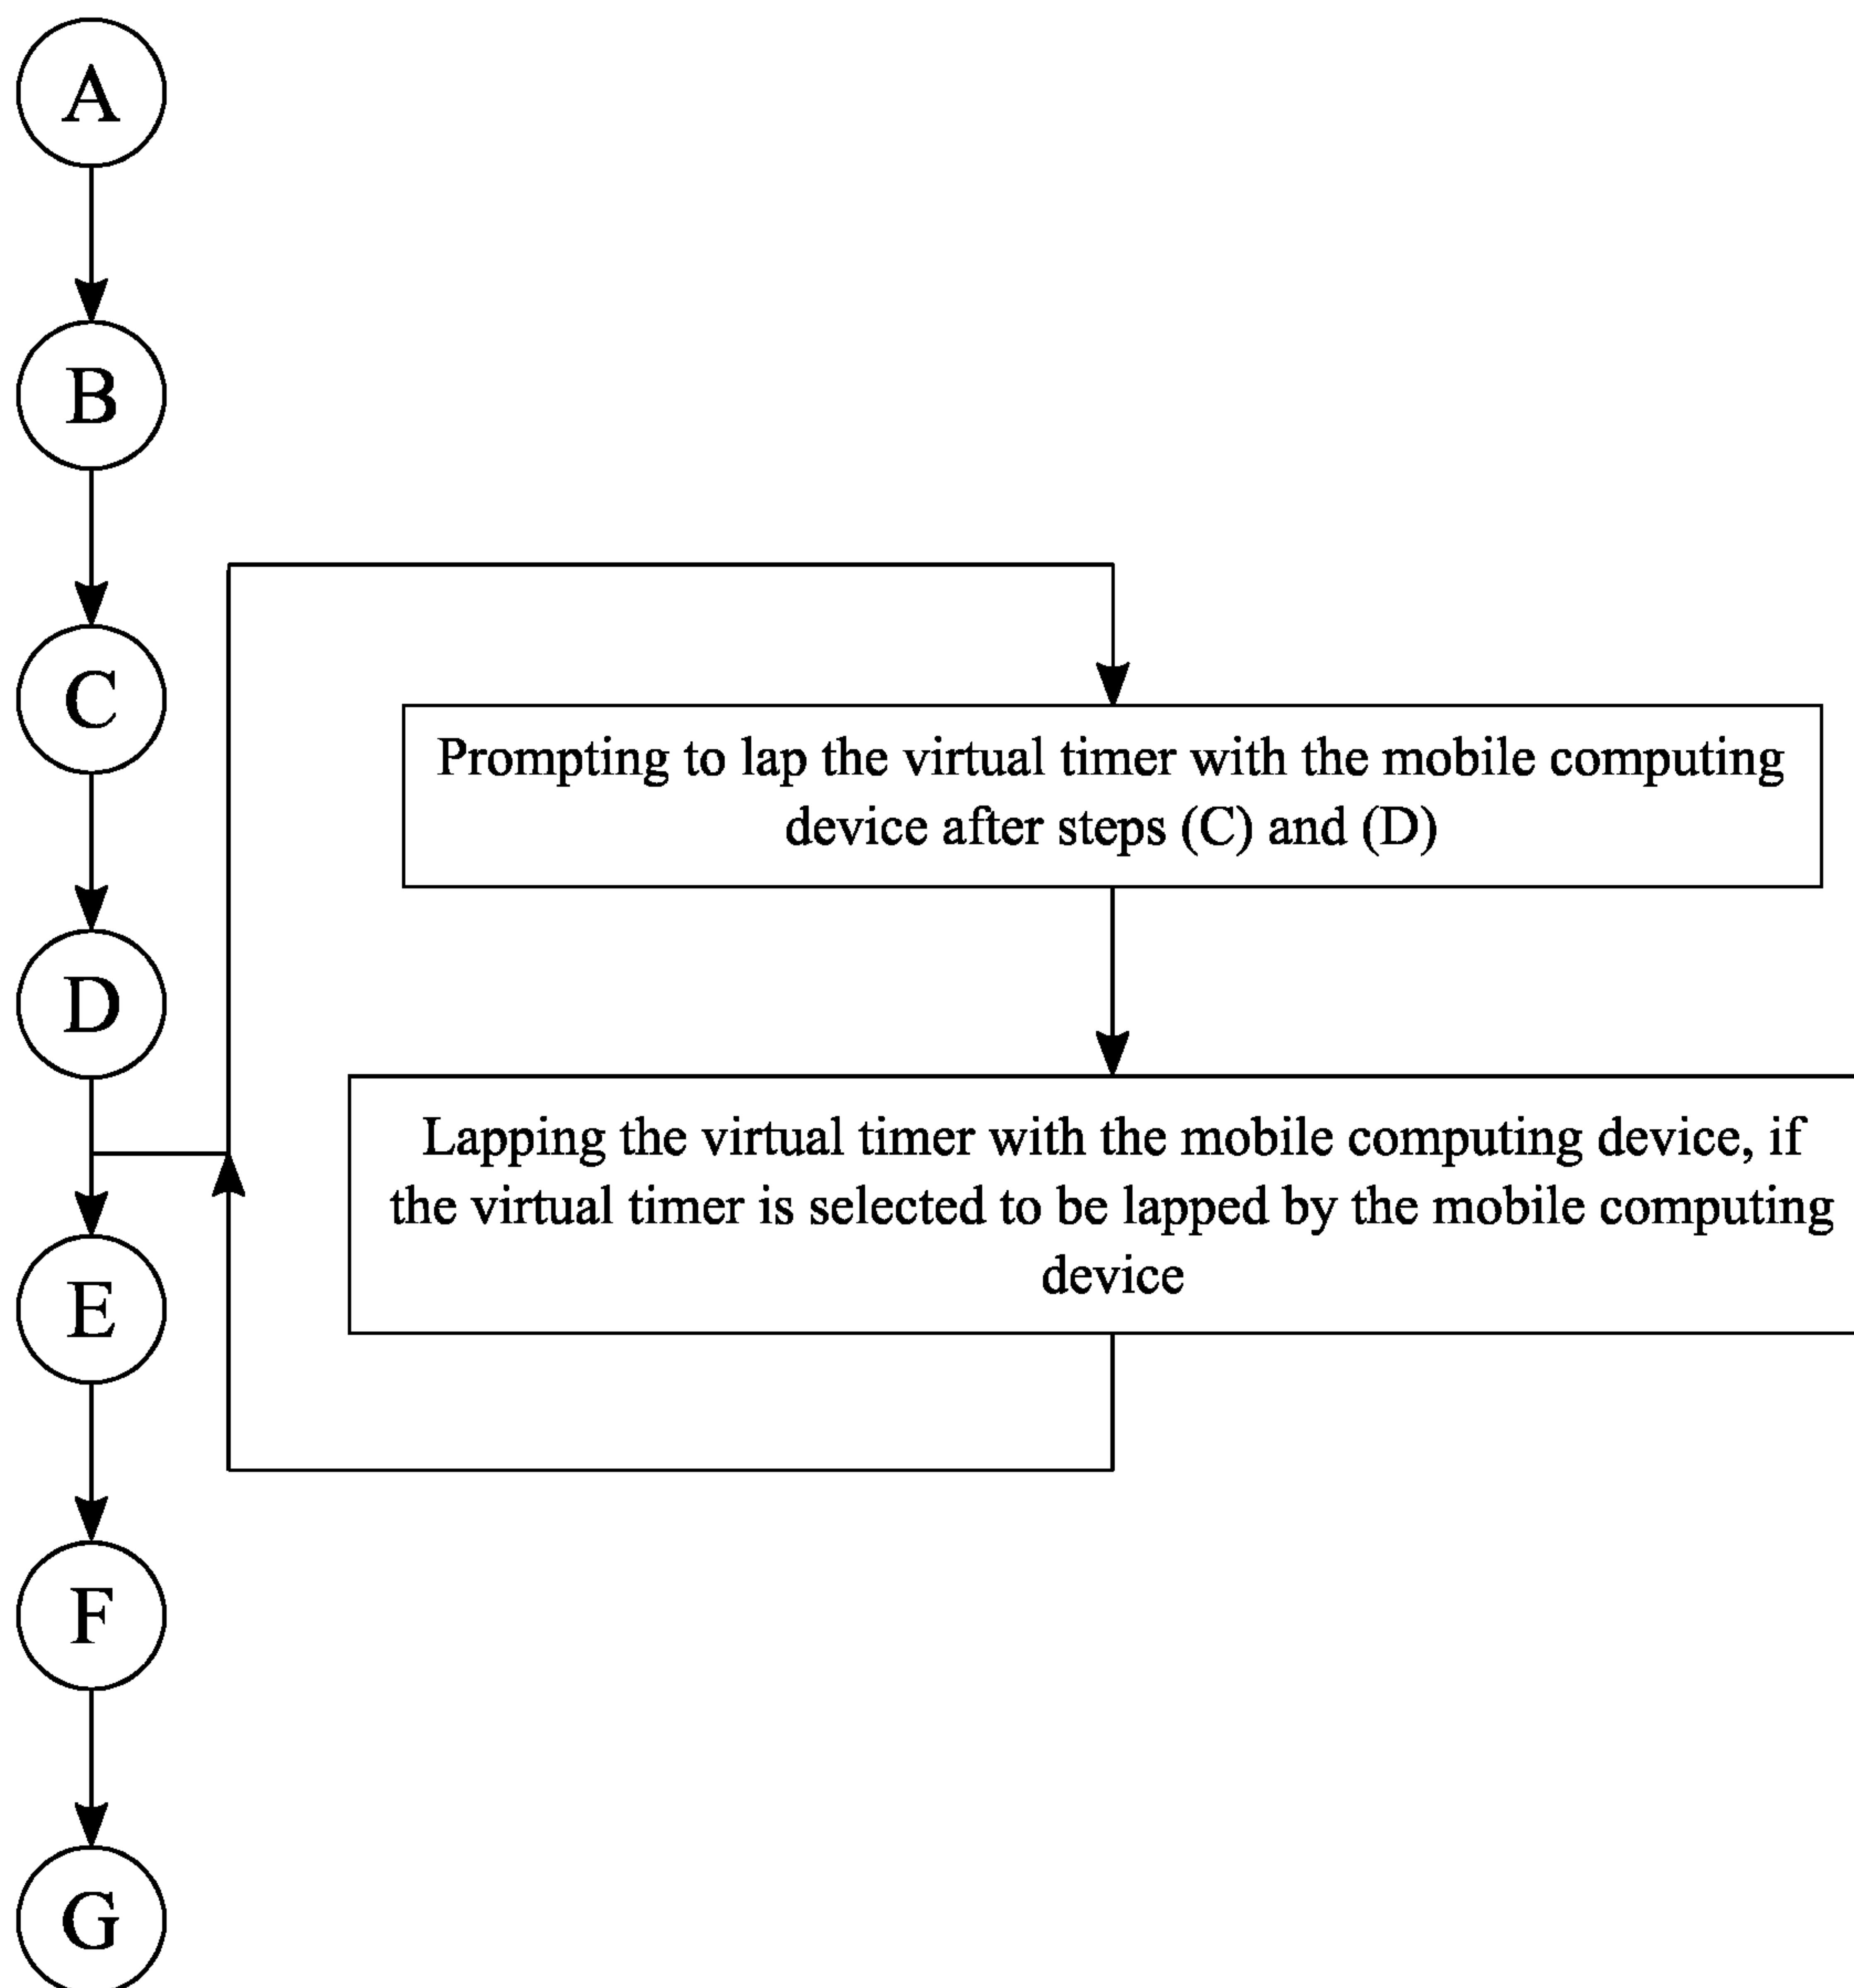 A
B
C
Prompting to lap the virtual timer with the mobile computing
device after steps (C) and (D)
D
Lapping the virtual timer with the mobile computing device, if
the virtual timer is selected to be lapped by the mobile computing
device
E
F
G